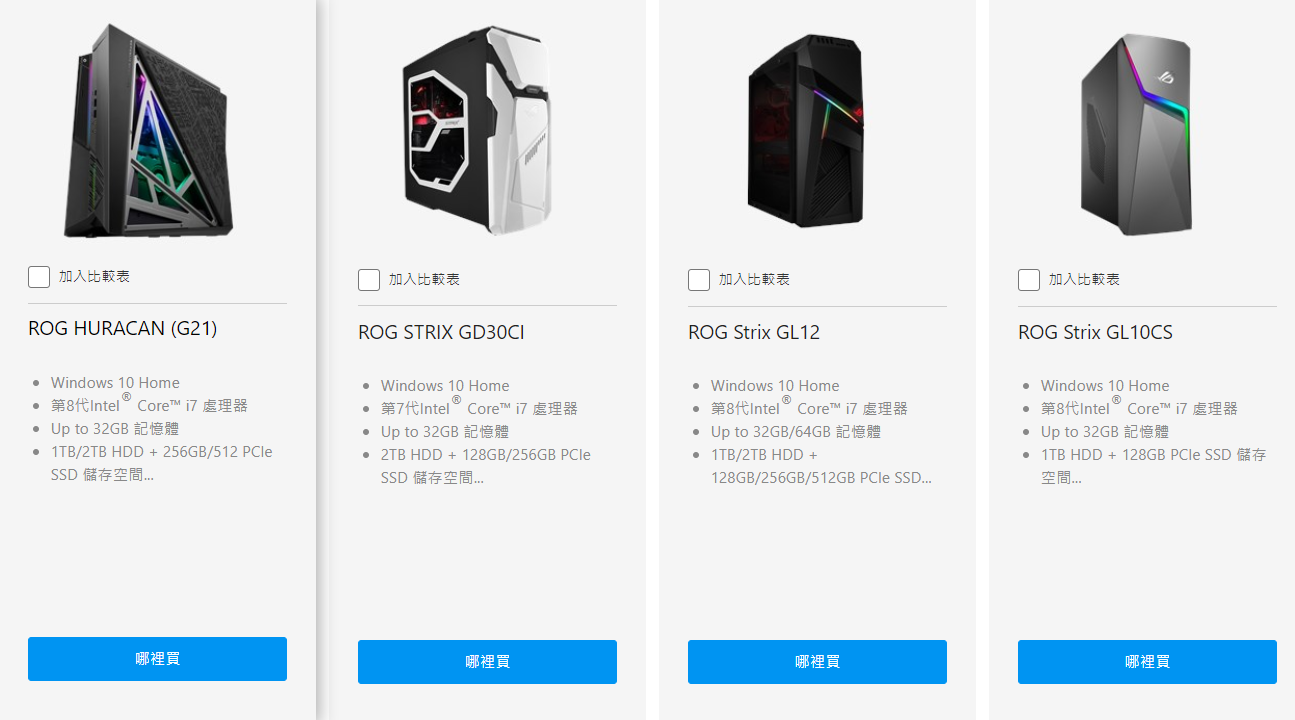 加入比較表
ROG HURACAN (G21)
Windows 10 Home
第8代Intel® Core™ i7 處理器
Up to 32GB 記憶體
1TB/2TB HDD + 256GB/512 PCIe
SSD 儲存空間...
哪裡買
加入比較表
ROG STRIX GD30CI
Windows 10 Home
第7代Intel® Core™ i7 處理器
Up to 32GB 記憶體
2TB HDD + 128GB/256GB PCIe
SSD 儲存空間...
哪裡買
加入比較表
ROG Strix GL12
Windows 10 Home
第8代Intel® Core™ i7 處理器
Up to 32GB/64GB 記憶體
1TB/2TB HDD +
128GB/256GB/512GB PCIe SSD...
哪裡買
加入比較表
ROG Strix GL10CS
Windows 10 Home
第8代Intel® Core™ i7 處理器
Up to 32GB 記憶體
1TB HDD + 128GB PCIe SSD 儲存
空間...
哪裡買